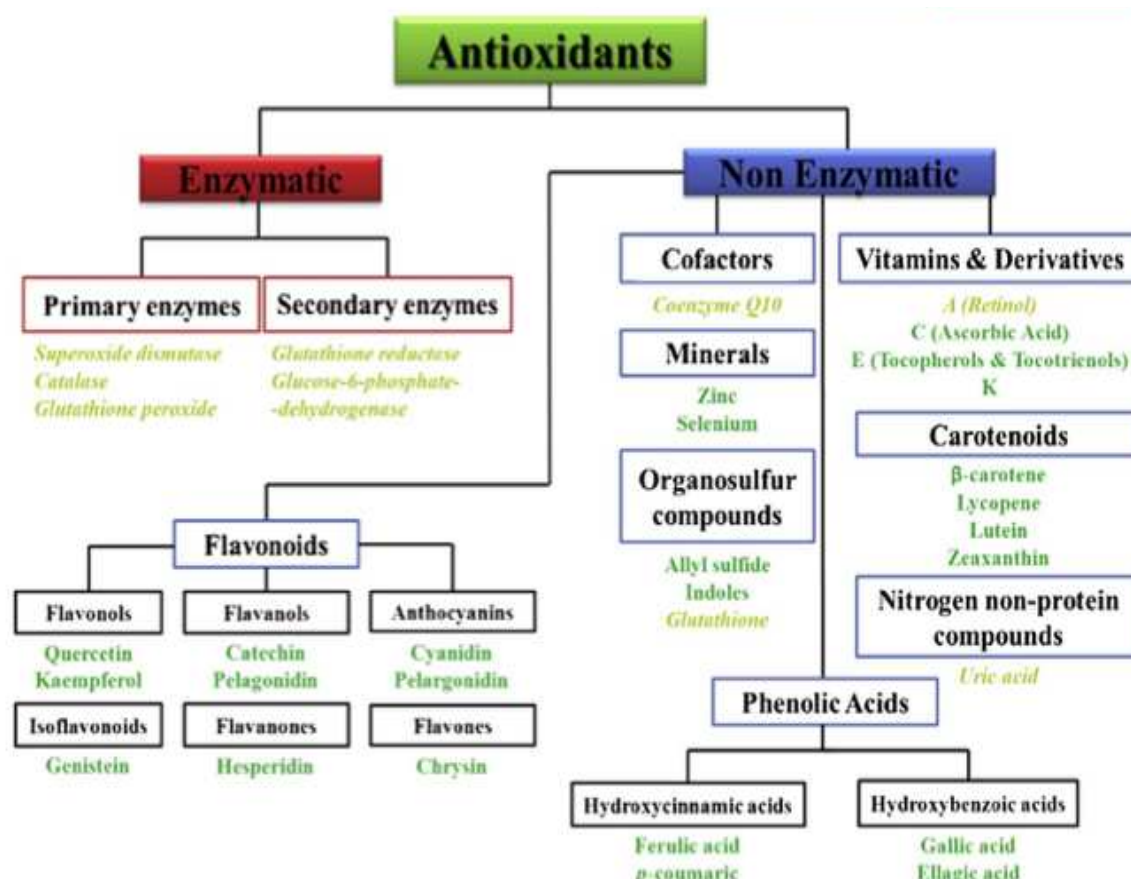 Antioxidants
Enzymatic
Non Enzymatic
Primary enzymes
Superoxide dismutase
Catalase
Glutathione peroxide
Secondary enzymes
Glutathione reductase
Glucose-6-phosphate-
-dehydrogenase
Cofactors
Coenzyme Q10
Minerals
Zinc
Selenium
Organosulfur
compounds
Allyl sulfide
Indoles
Glutathione
Vitamins & Derivatives
A (Retinol)
C (Ascorbic Acid)
E (Tocopherols & Tocotrienols)
K
Carotenoids
β-carotene
Lycopene
Lutein
Zeaxanthin
Nitrogen non-protein
compounds
Uric acid
Flavonoids
Flavonols
Quercetin
Kaempferol
Flavanols
Catechin
Pelagonidin
Anthocyanins
Cyanidin
Pelargonidin
Isoflavonoids
Genistein
Flavanones
Hesperidin
Flavones
Chrysin
Phenolic Acids
Hydroxycinnamic acids
Ferulic acid
p-coumaric
Hydroxybenzoic acids
Gallic acid
Ellagic acid